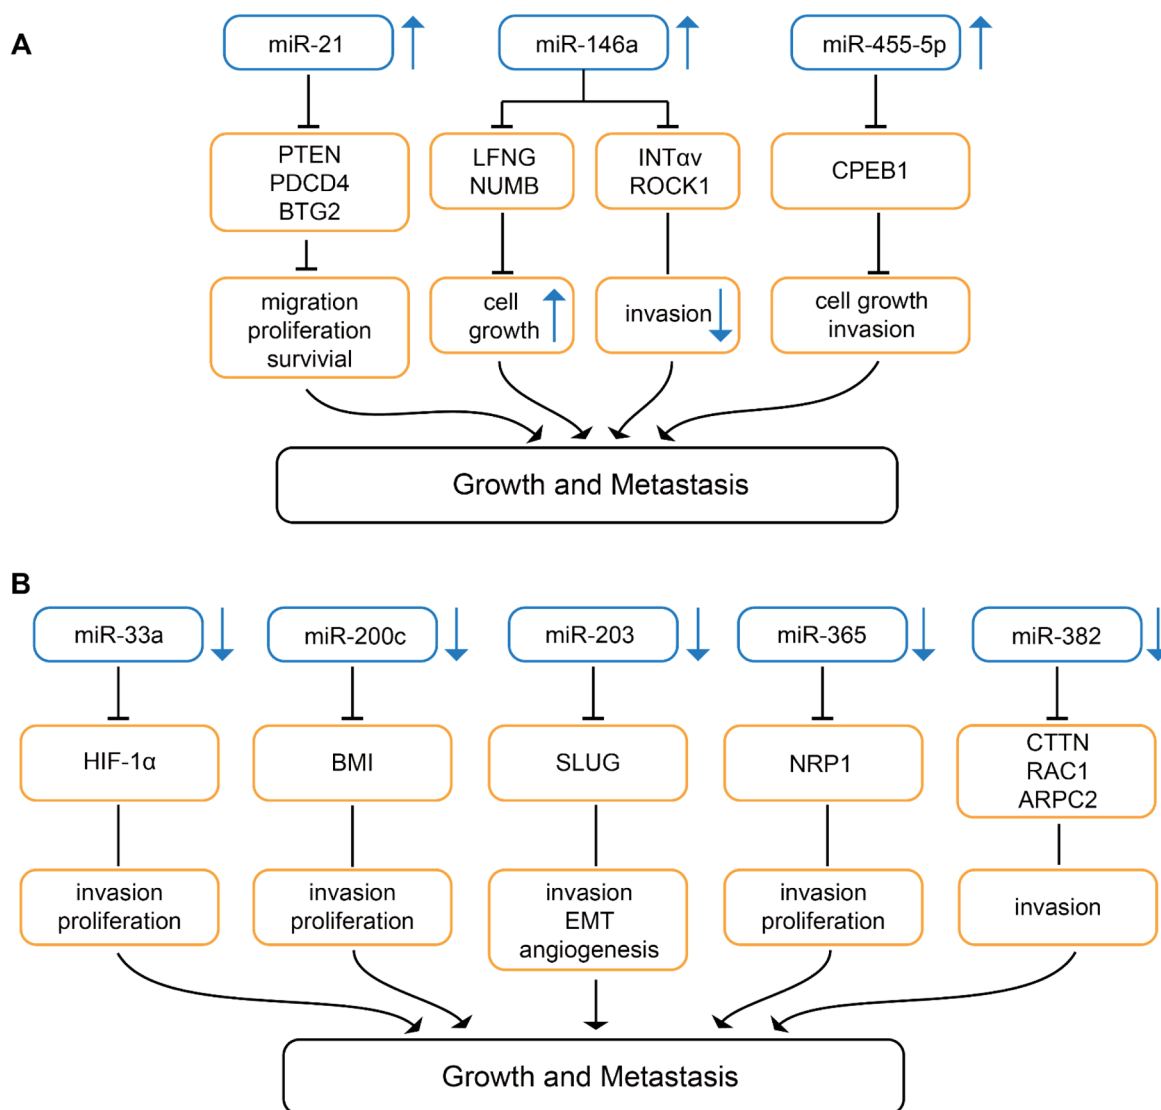 A
miR-21
miR-146a
miR-455-5p
PTEN
PDCD4
BTG2
LFNG
NUMB
INTαv
ROCK1
CPEB1
migration
proliferation
survivial
cell
growth
invasion
cell growth
invasion
Growth and Metastasis
B
miR-33a
miR-200c
miR-203
miR-365
miR-382
HIF-1α
BMI
SLUG
NRP1
CTTN
RAC1
ARPC2
invasion
proliferation
invasion
proliferation
invasion
EMT
angiogenesis
invasion
proliferation
invasion
Growth and Metastasis